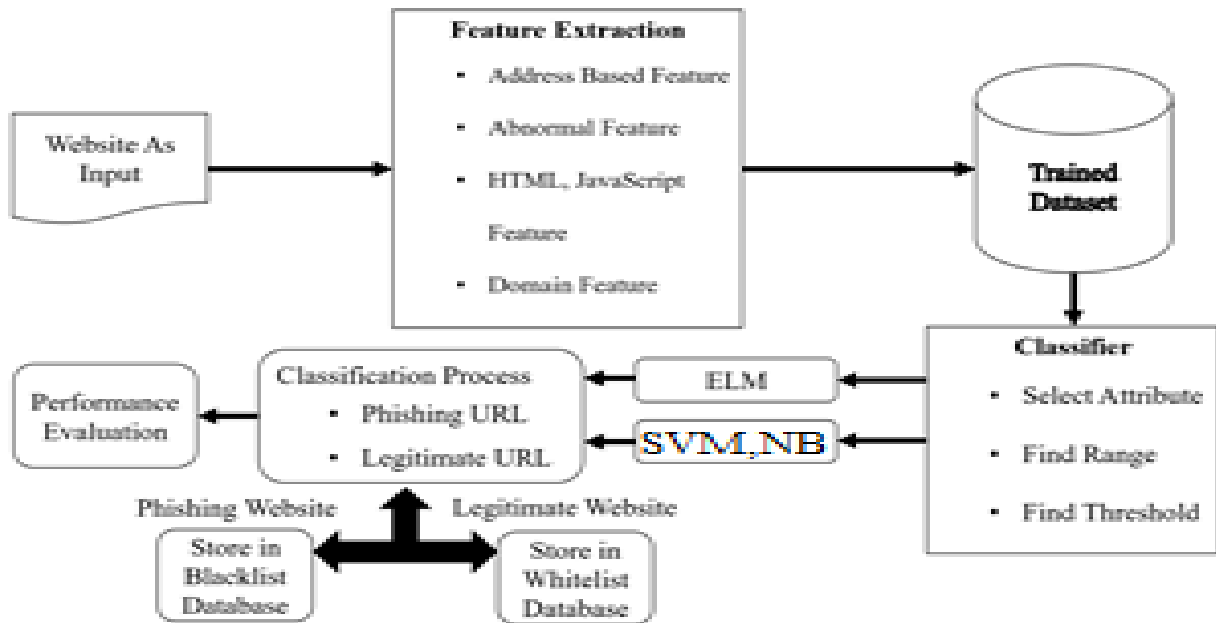 Website As
Input
Feature Extraction
▪ Address Based Feature
▪ Abnormal Feature
▪ HTML, JavaScript
Feature
▪ Domain Feature
Trained
Dataset
Classifier
▪ Select Attribute
▪ Find Range
▪ Find Threshold
ELM
SVM,NB
Classification Process
• Phishing URL
• Legitimate URL
Performance
Evaluation
Phishing Website
Legitimate Website
Store in
Blacklist
Database
Store in
Whitelist
Database